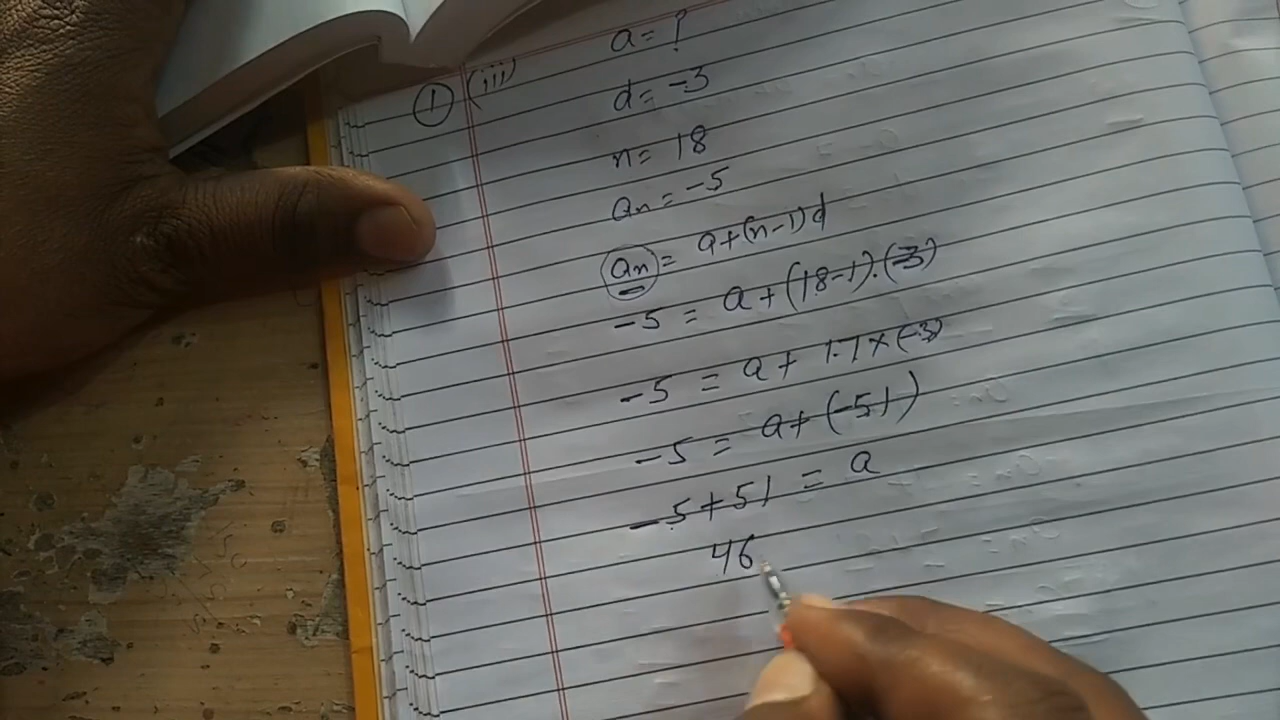 ① (iii) a = ?
d = -3
n = 18
an = -5
an = a+(n-1)d
-5 = a+(18-1).(-3)
-5 = a+ 17×(-3)
-5 = a+ (-51)
-5+51 = a
46